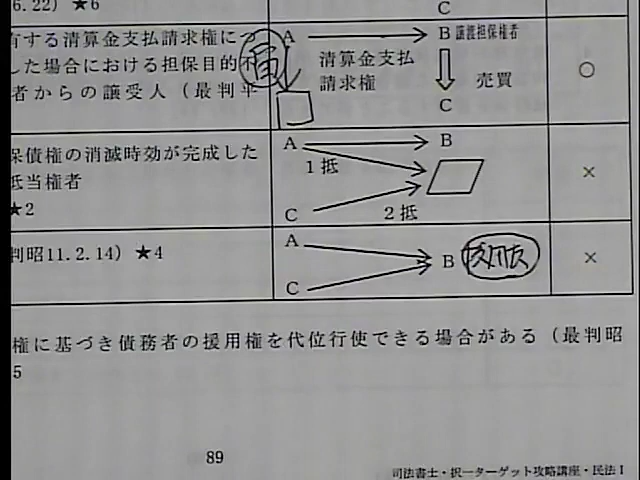 6.22) ★6
C
有する清算金支払請求権につ
した場合における担保目的不
者からの譲受人（最判平
A
B 譲渡担保権者
清算金支払
請求権
売買
C
○
保債権の消滅時効が完成した
抵当権者
★2
A
B
1抵
C
2抵
×
判昭11.2.14) ★4
A
B
C
×
権に基づき債務者の援用権を代位行使できる場合がある（最判昭
5
89
司法書士・択一ターゲット攻略講座・民法Ⅰ